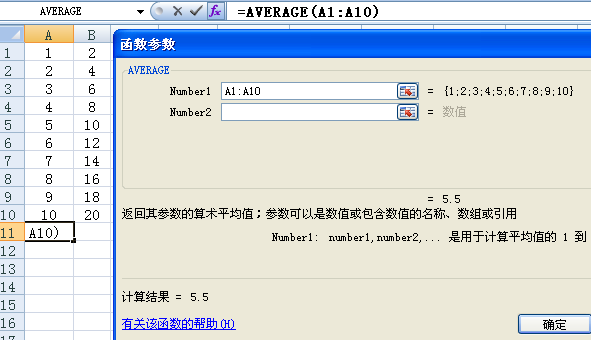 AVERAGE =AVERAGE(A1:A10)
A B 函数参数
1 1 2
2 2 4 AVERAGE
3 3 6 Number1 A1:A10 = {1;2;3;4;5;6;7;8;9;10}
4 4 8 Number2 = 数值
5 5 10
6 6 12
7 7 14
8 8 16
9 9 18 = 5.5
10 10 20 返回其参数的算术平均值;参数可以是数值或包含数值的名称、数组或引用
11 A10) Number1: number1,number2,... 是用于计算平均值的 1 到
12
13
14
15 计算结果 = 5.5
16 有关该函数的帮助(H) 确定